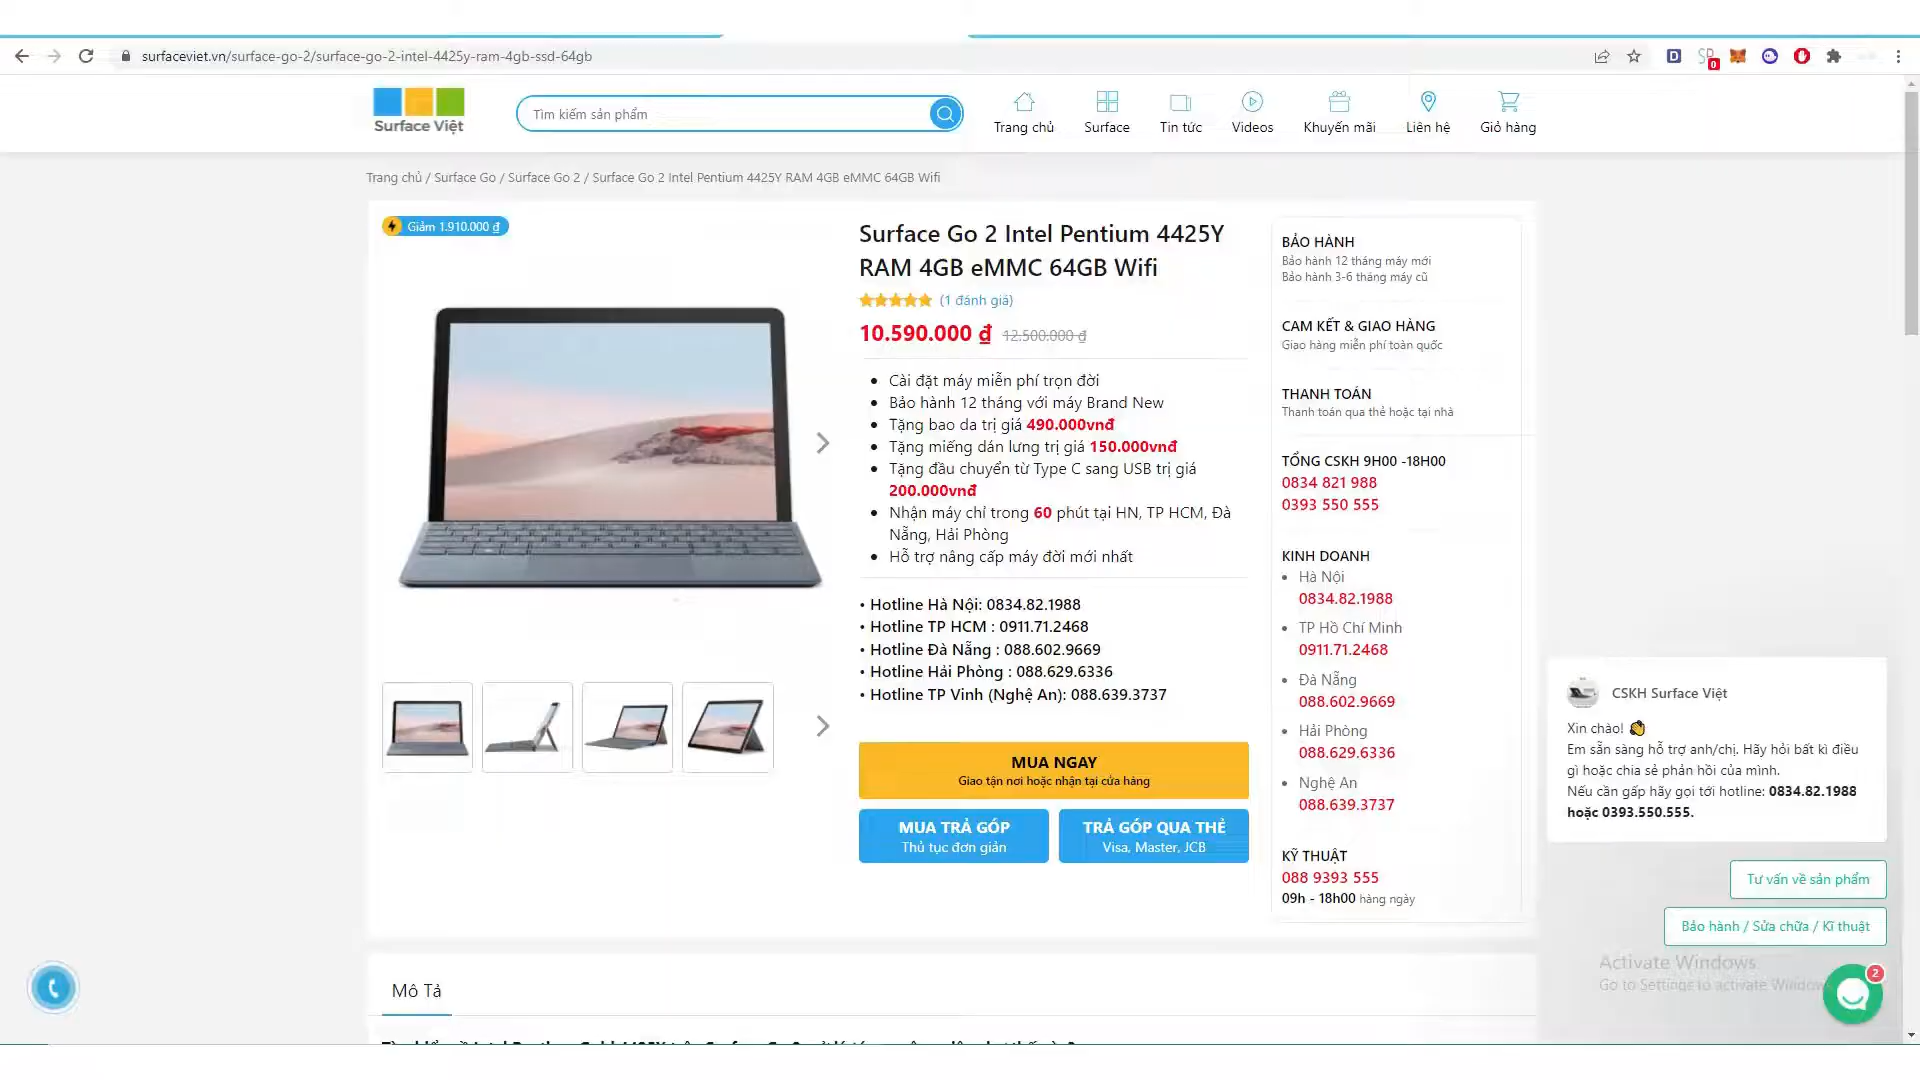 surfaceviet.vn/surface-go-2/surface-go-2-intel-4425y-ram-4gb-ssd-64gb
0
Surface Việt
Tìm kiếm sản phẩm
Trang chủ
Surface
Tin tức
Videos
Khuyến mãi
Liên hệ
Giỏ hàng
Trang chủ / Surface Go / Surface Go 2 / Surface Go 2 Intel Pentium 4425Y RAM 4GB eMMC 64GB Wifi
Giảm 1.910.000 ₫
Surface Go 2 Intel Pentium 4425Y
RAM 4GB eMMC 64GB Wifi
(1 đánh giá)
10.590.000 ₫ 12.500.000 ₫
• Cài đặt máy miễn phí trọn đời
• Bảo hành 12 tháng với máy Brand New
• Tặng bao da trị giá 490.000vnđ
• Tặng miếng dán lưng trị giá 150.000vnđ
• Tặng đầu chuyển từ Type C sang USB trị giá
200.000vnđ
• Nhận máy chỉ trong 60 phút tại HN, TP HCM, Đà
Nẵng, Hải Phòng
• Hỗ trợ nâng cấp máy đời mới nhất
• Hotline Hà Nội: 0834.82.1988
• Hotline TP HCM : 0911.71.2468
• Hotline Đà Nẵng : 088.602.9669
• Hotline Hải Phòng : 088.629.6336
• Hotline TP Vinh (Nghệ An): 088.639.3737
MUA NGAY
Giao tận nơi hoặc nhận tại cửa hàng
MUA TRẢ GÓP
Thủ tục đơn giản
TRẢ GÓP QUA THẺ
Visa, Master, JCB
BẢO HÀNH
Bảo hành 12 tháng máy mới
Bảo hành 3-6 tháng máy cũ
CAM KẾT & GIAO HÀNG
Giao hàng miễn phí toàn quốc
THANH TOÁN
Thanh toán qua thẻ hoặc tại nhà
TỔNG CSKH 9H00 -18H00
0834 821 988
0393 550 555
KINH DOANH
• Hà Nội
0834.82.1988
• TP Hồ Chí Minh
0911.71.2468
• Đà Nẵng
088.602.9669
• Hải Phòng
088.629.6336
• Nghệ An
088.639.3737
KỸ THUẬT
088 9393 555
09h - 18h00 hàng ngày
CSKH Surface Việt
Xin chào! 👏
Em sẵn sàng hỗ trợ anh/chị. Hãy hỏi bất kì điều
gì hoặc chia sẻ phản hồi của mình.
Nếu cần gấp hãy gọi tới hotline: 0834.82.1988
hoặc 0393.550.555.
Tư vấn về sản phẩm
Bảo hành / Sửa chữa / Kĩ thuật
Activate Windows
Go to Settings to activate Windows
2
Mô Tả